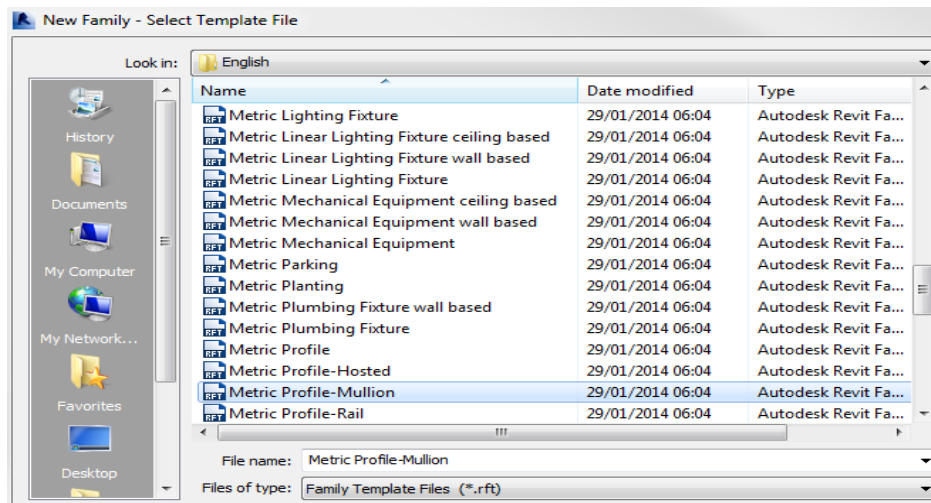 New Family - Select Template File
Look in: English
Name Date modified Type
Metric Lighting Fixture 29/01/2014 06:04 Autodesk Revit Fa...
Metric Linear Lighting Fixture ceiling based 29/01/2014 06:04 Autodesk Revit Fa...
Metric Linear Lighting Fixture wall based 29/01/2014 06:04 Autodesk Revit Fa...
Metric Linear Lighting Fixture 29/01/2014 06:04 Autodesk Revit Fa...
Metric Mechanical Equipment ceiling based 29/01/2014 06:04 Autodesk Revit Fa...
Metric Mechanical Equipment wall based 29/01/2014 06:04 Autodesk Revit Fa...
Metric Mechanical Equipment 29/01/2014 06:04 Autodesk Revit Fa...
Metric Parking 29/01/2014 06:04 Autodesk Revit Fa...
Metric Planting 29/01/2014 06:04 Autodesk Revit Fa...
Metric Plumbing Fixture wall based 29/01/2014 06:04 Autodesk Revit Fa...
Metric Plumbing Fixture 29/01/2014 06:04 Autodesk Revit Fa...
Metric Profile 29/01/2014 06:04 Autodesk Revit Fa...
Metric Profile-Hosted 29/01/2014 06:04 Autodesk Revit Fa...
Metric Profile-Mullion 29/01/2014 06:04 Autodesk Revit Fa...
Metric Profile-Rail 29/01/2014 06:04 Autodesk Revit Fa...
History
Documents
My Computer
My Network...
Favorites
Desktop
File name: Metric Profile-Mullion
Files of type: Family Template Files (*.rft)